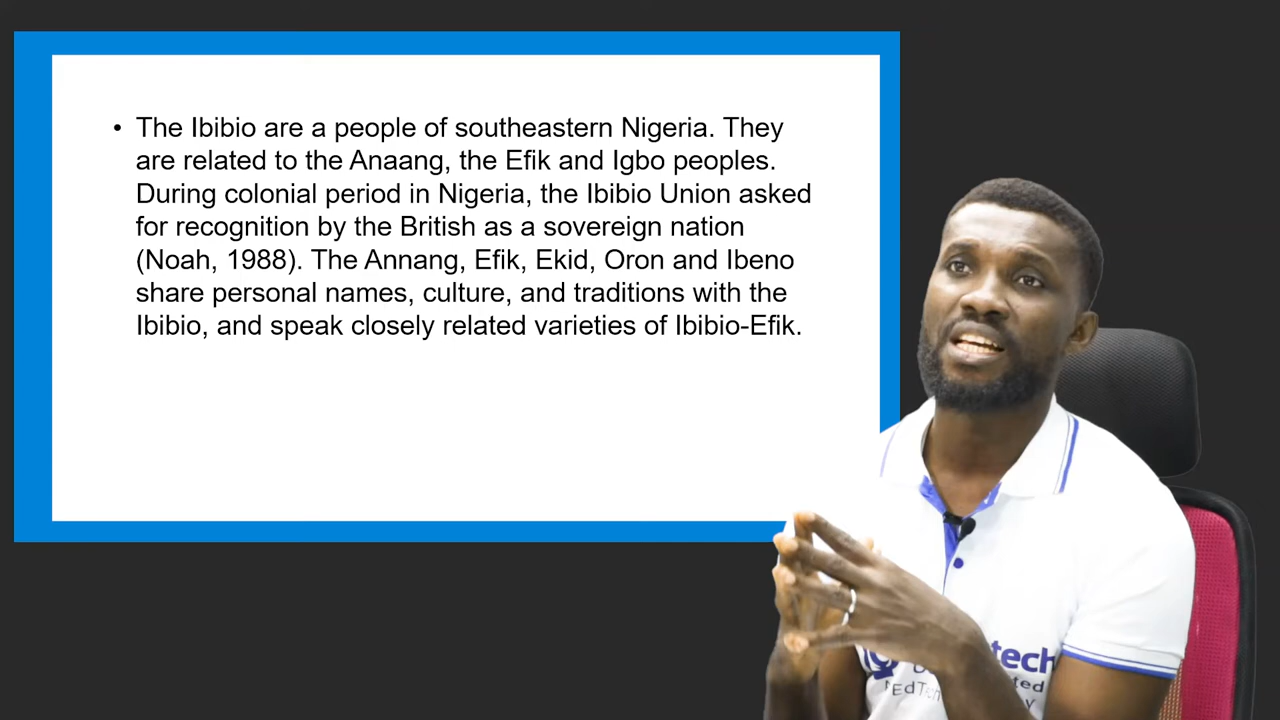 • The Ibibio are a people of southeastern Nigeria. They
are related to the Anaang, the Efik and Igbo peoples.
During colonial period in Nigeria, the Ibibio Union asked
for recognition by the British as a sovereign nation
(Noah, 1988). The Annang, Efik, Ekid, Oron and Ibeno
share personal names, culture, and traditions with the
Ibibio, and speak closely related varieties of Ibibio-Efik.
tech